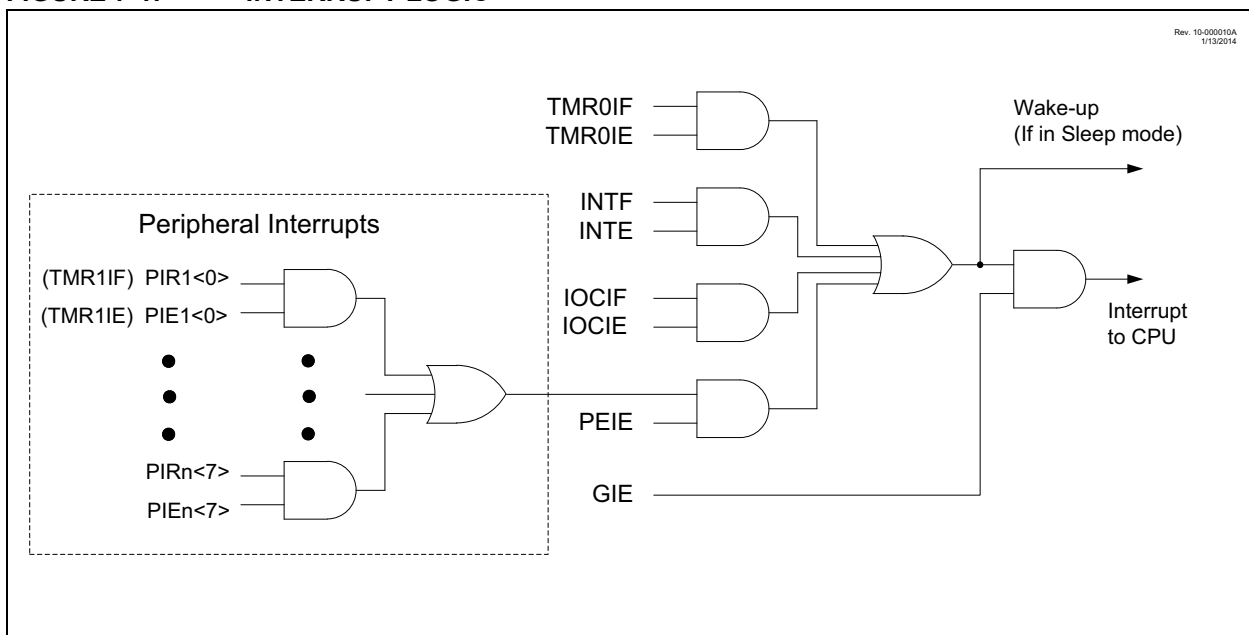 Rev. 10-000010A
1/13/2014
TMR0IF
TMR0IE
Wake-up
(If in Sleep mode)
INTF
INTE
Peripheral Interrupts
(TMR1IF) PIR1<0>
(TMR1IE) PIE1<0>
IOCIF
IOCIE
Interrupt
to CPU
PEIE
PIRn<7>
PIEn<7>
GIE